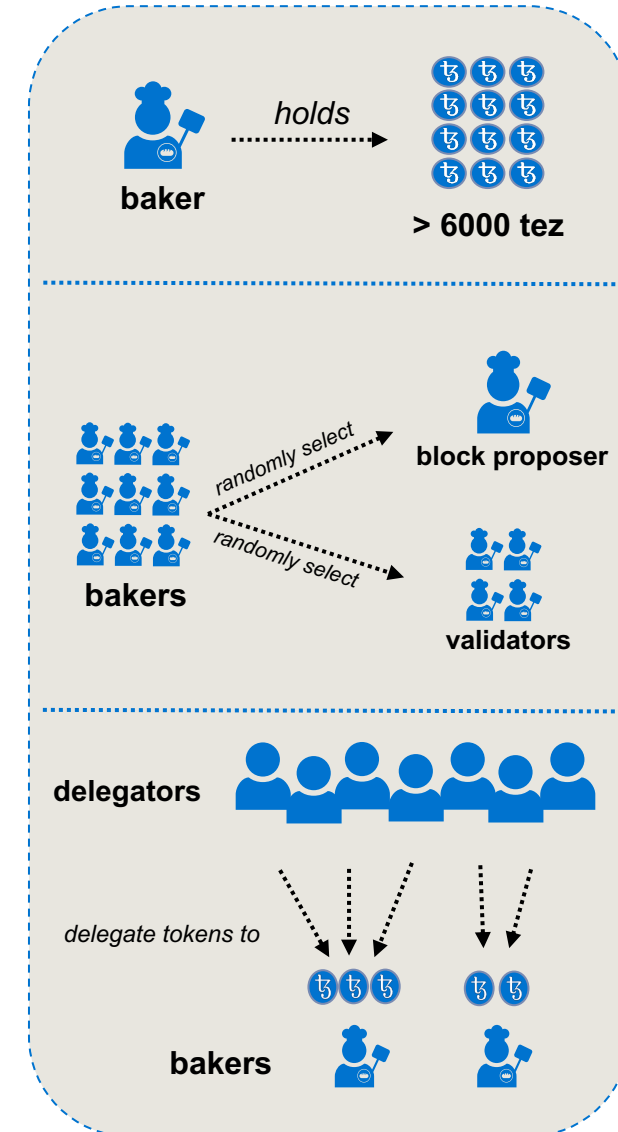 holds
baker
> 6000 tez
randomly select
block proposer
randomly select
bakers
validators
delegators
delegate tokens to
bakers